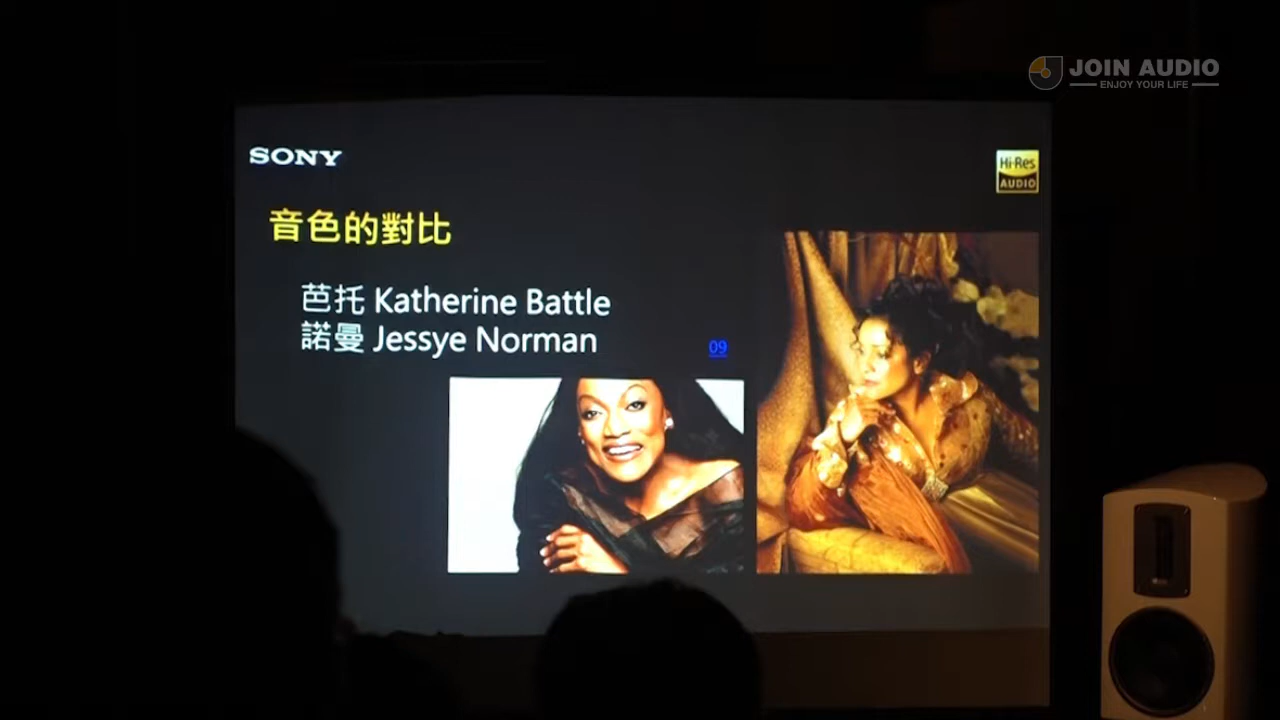 JOIN AUDIO
ENJOY YOUR LIFE
SONY
Hi-Res
AUDIO
音色的對比
芭托 Katherine Battle
諾曼 Jessye Norman
09